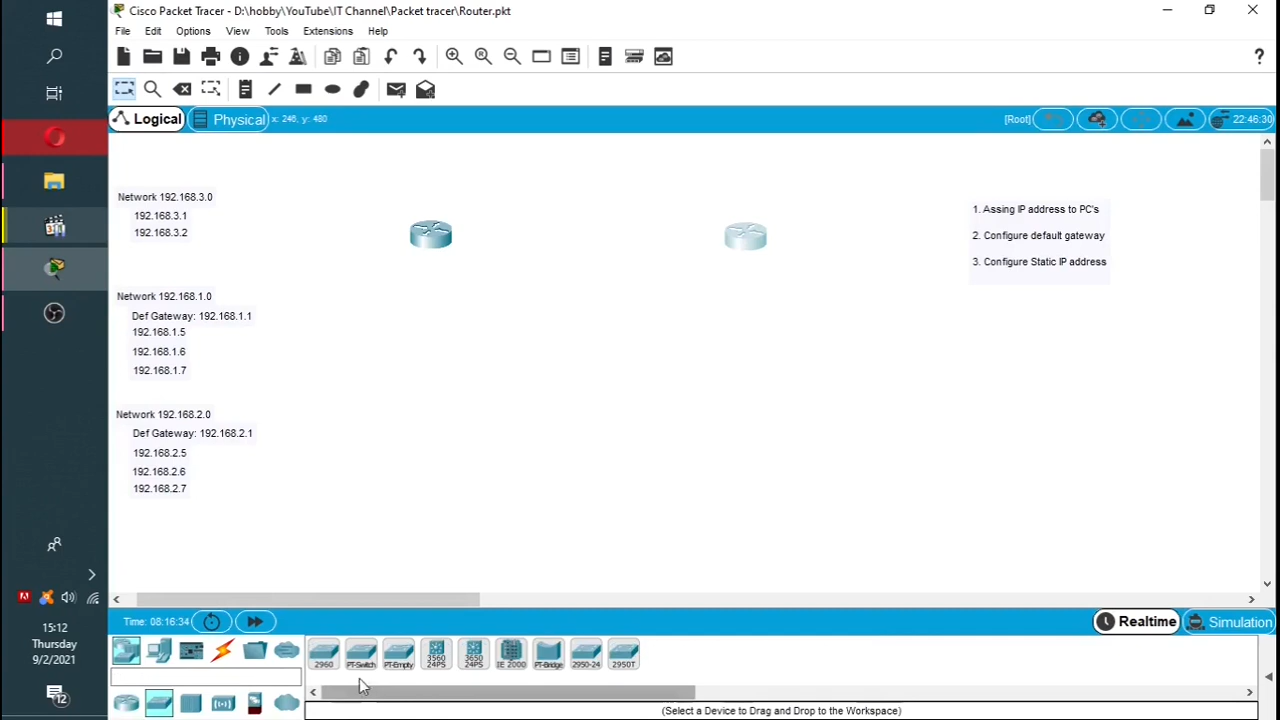 Cisco Packet Tracer - D:\hobby\YouTube\IT Channel\Packet tracer\Router.pkt
File Edit Options View Tools Extensions Help
Logical Physical x: 246, y: 480 [Root] 22:46:30
Network 192.168.3.0
192.168.3.1
192.168.3.2
1. Assing IP address to PC's
2. Configure default gateway
3. Configure Static IP address
Network 192.168.1.0
Def Gateway: 192.168.1.1
192.168.1.5
192.168.1.6
192.168.1.7
Network 192.168.2.0
Def Gateway: 192.168.2.1
192.168.2.5
192.168.2.6
192.168.2.7
Time: 08:16:34 Realtime Simulation
2960 PT-Switch PT-Empty 3560 24PS 3650 24PS IE 2000 PT-Bridge 2950-24 2950T
(Select a Device to Drag and Drop to the Workspace)
15:12
Thursday
9/2/2021
12